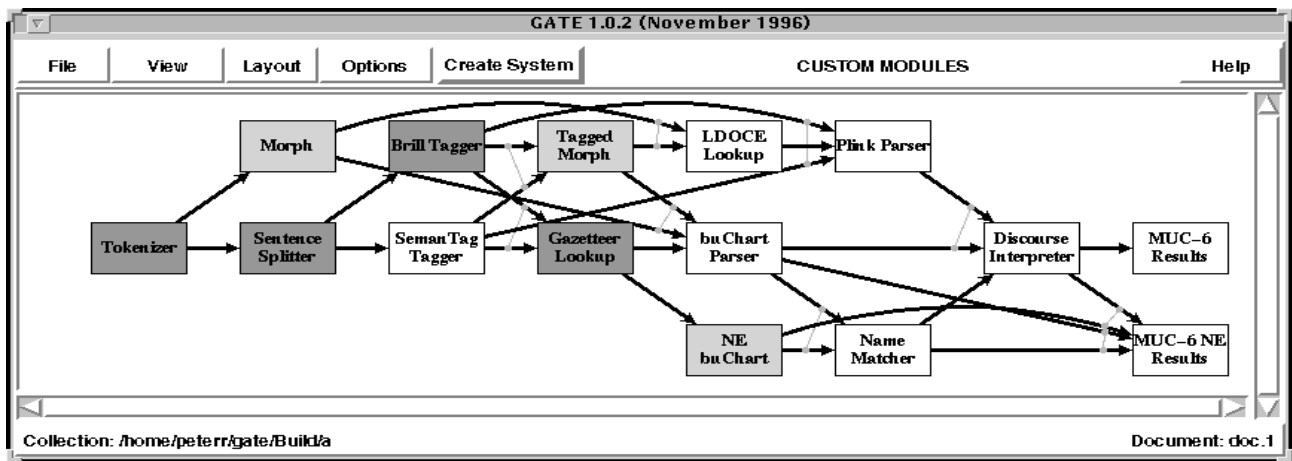 GATE 1.0.2 (November 1996)
File View Layout Options Create System CUSTOM MODULES Help
Morph
Brill Tagger
Tagged
Morph
LDOCE
Lookup
Plink Parser
Tokenizer
Sentence
Splitter
SemanTag
Tagger
Gazetteer
Lookup
buChart
Parser
Discourse
Interpreter
MUC-6
Results
NE
buChart
Name
Matcher
MUC-6 NE
Results
Collection: /home/peterr/gate/Build/a
Document: doc.1